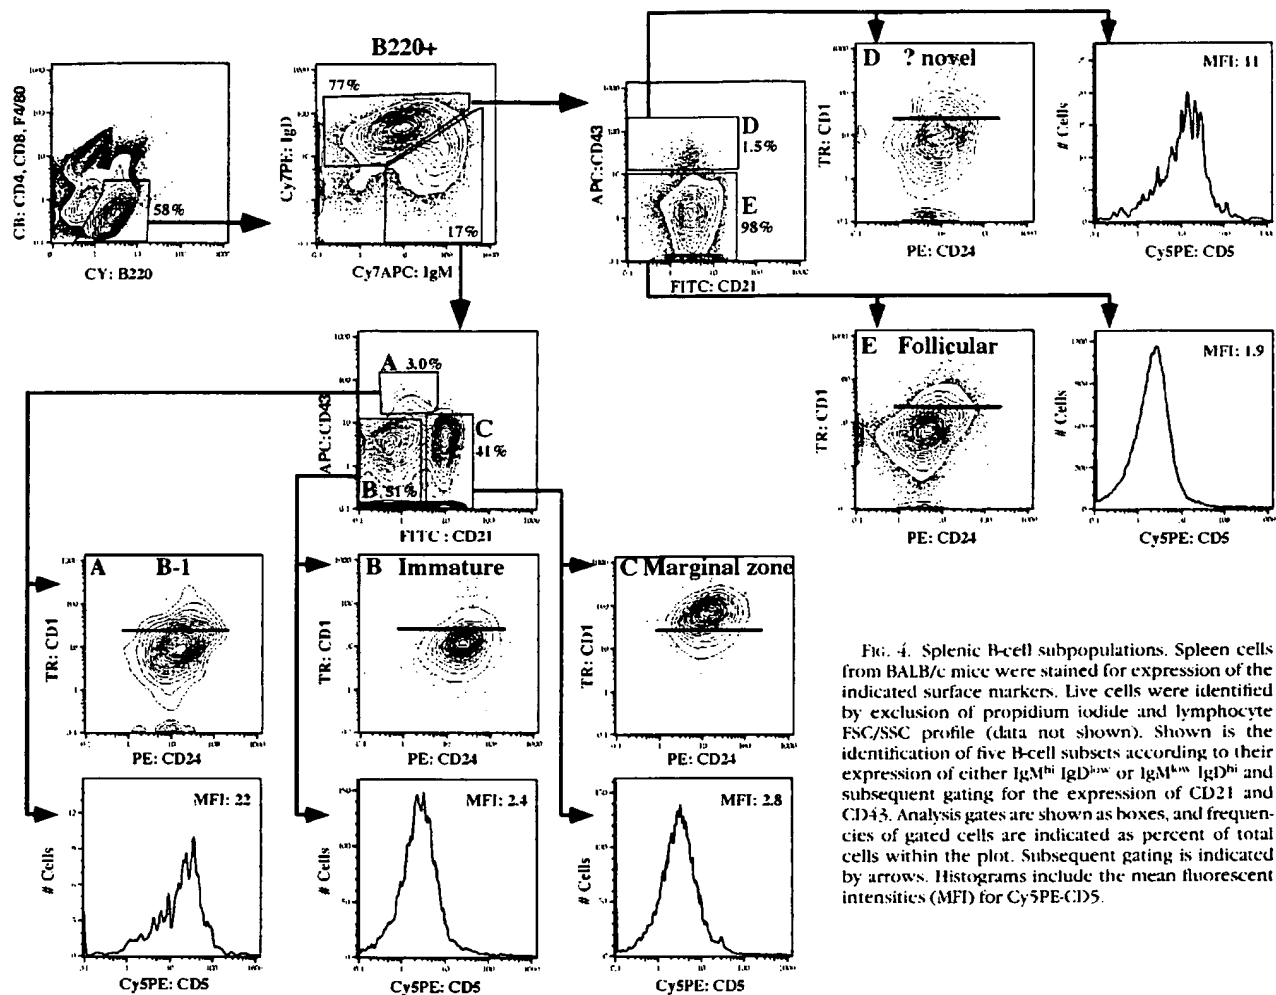 B220+
CB: CD4, CD8, F4/80
58%
CY: B220
77%
Cy7PE: IgD
17%
Cy7APC: IgM
APC:CD43
D
1.5%
E
98%
FITC: CD21
D ? novel
TR: CD1
PE: CD24
MFI: 11
# Cells
Cy5PE: CD5
E Follicular
TR: CD1
PE: CD24
MFI: 1.9
# Cells
Cy5PE: CD5
A 3.0%
APC:CD43
C
41%
B 51%
FITC : CD21
A B-1
TR: CD1
PE: CD24
B Immature
TR: CD1
PE: CD24
C Marginal zone
TR: CD1
PE: CD24
MFI: 22
# Cells
Cy5PE: CD5
MFI: 2.4
# Cells
Cy5PE: CD5
MFI: 2.8
# Cells
Cy5PE: CD5
FIG. 4. Splenic B-cell subpopulations. Spleen cells
from BALB/c mice were stained for expression of the
indicated surface markers. Live cells were identified
by exclusion of propidium iodide and lymphocyte
FSC/SSC profile (data not shown). Shown is the
identification of five B-cell subsets according to their
expression of either IgMhi IgDlow or IgMlow IgDhi and
subsequent gating for the expression of CD21 and
CD43. Analysis gates are shown as boxes, and frequen-
cies of gated cells are indicated as percent of total
cells within the plot. Subsequent gating is indicated
by arrows. Histograms include the mean fluorescent
intensities (MFI) for Cy5PE-CD5.